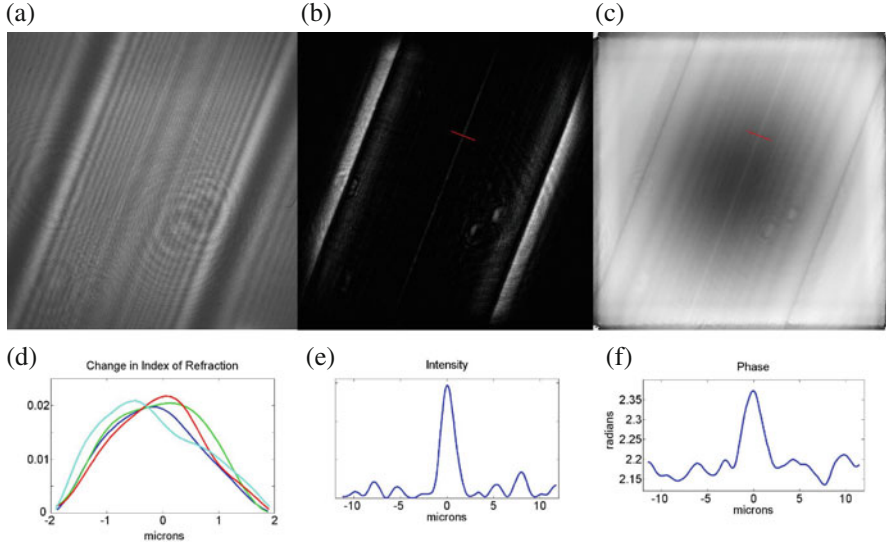 (a)
(b)
(c)
(d)
Change in Index of Refraction
0.02
0.01
0
-2
-1
0
1
2
microns
(e)
Intensity
-10
-5
0
5
10
microns
(f)
Phase
radians
2.35
2.3
2.25
2.2
2.15
-10
-5
0
5
10
microns